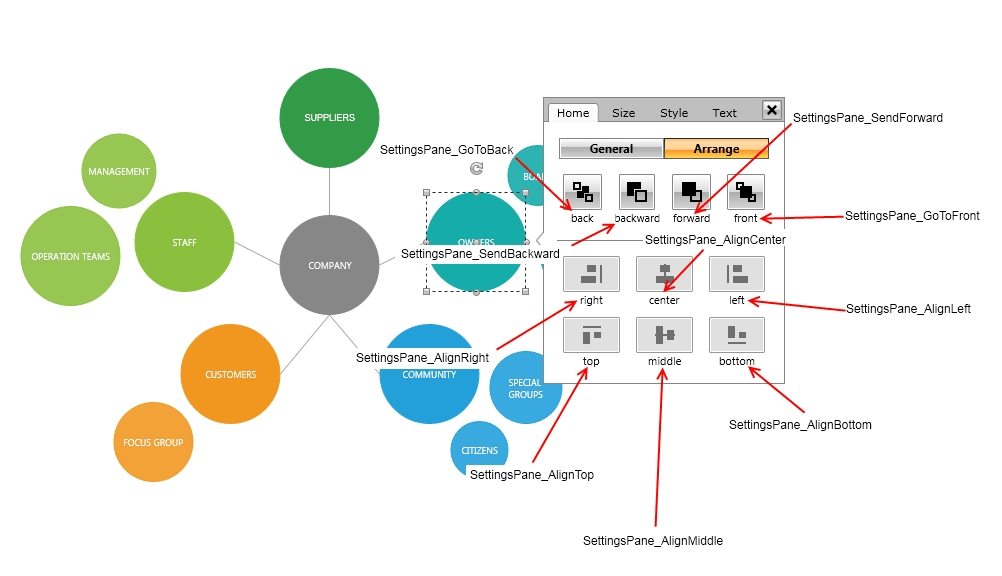 SUPPLIERS
MANAGEMENT
OPERATION TEAMS
STAFF
COMPANY
OWNERS
CUSTOMERS
FOCUS GROUP
COMMUNITY
SPECIAL
GROUPS
CITIZENS
Home Size Style Text
General Arrange
back backward forward front
right center left
top middle bottom
SettingsPane_GoToBack
SettingsPane_SendForward
SettingsPane_GoToFront
SettingsPane_SendBackward
SettingsPane_AlignCenter
SettingsPane_AlignLeft
SettingsPane_AlignRight
SettingsPane_AlignBottom
SettingsPane_AlignTop
SettingsPane_AlignMiddle